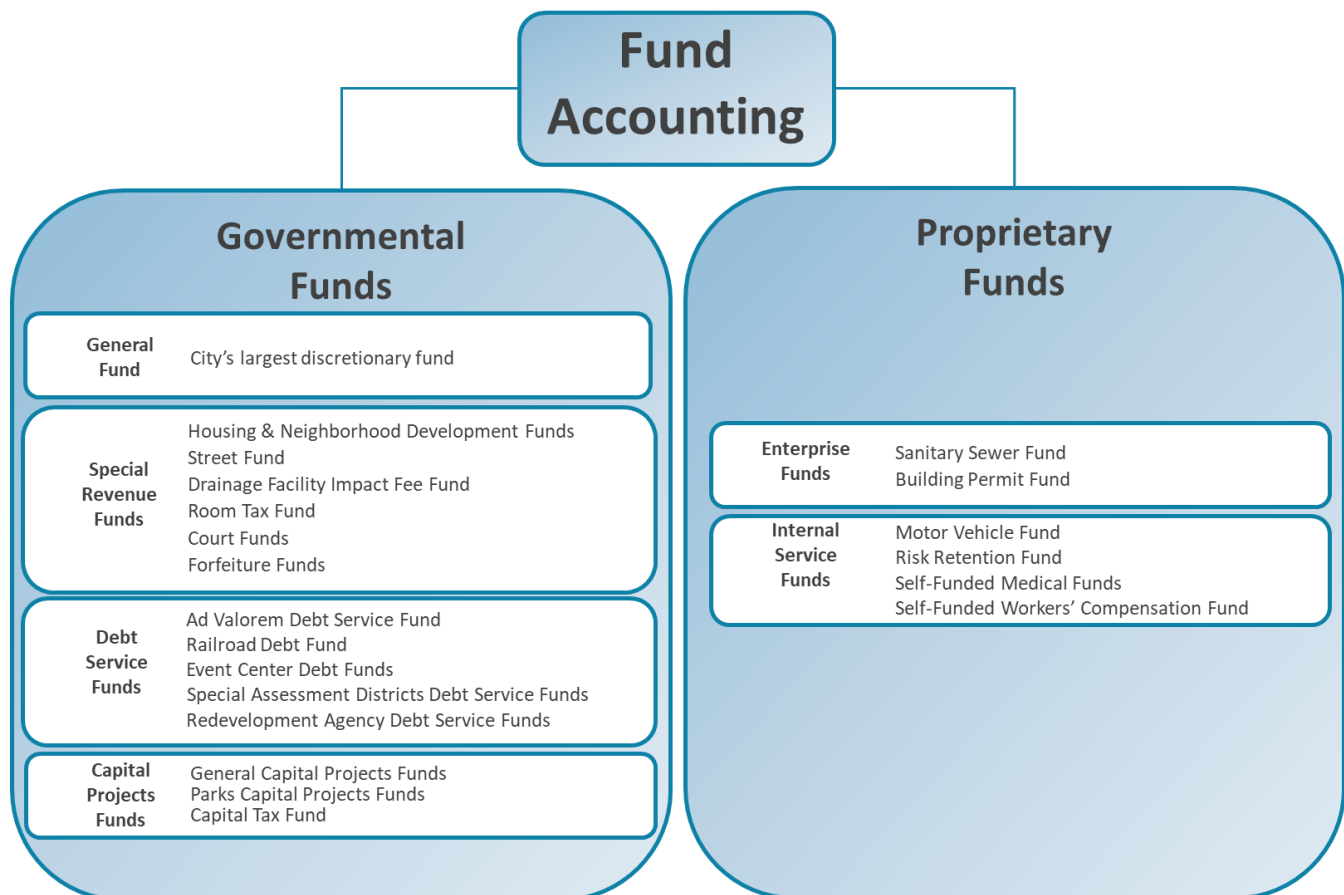 Fund
Accounting
Governmental
Funds
General
Fund
City’s largest discretionary fund
Special
Revenue
Funds
Housing & Neighborhood Development Funds
Street Fund
Drainage Facility Impact Fee Fund
Room Tax Fund
Court Funds
Forfeiture Funds
Debt
Service
Funds
Ad Valorem Debt Service Fund
Railroad Debt Fund
Event Center Debt Funds
Special Assessment Districts Debt Service Funds
Redevelopment Agency Debt Service Funds
Capital
Projects
Funds
General Capital Projects Funds
Parks Capital Projects Funds
Capital Tax Fund
Proprietary
Funds
Enterprise
Funds
Sanitary Sewer Fund
Building Permit Fund
Internal
Service
Funds
Motor Vehicle Fund
Risk Retention Fund
Self-Funded Medical Funds
Self-Funded Workers’ Compensation Fund